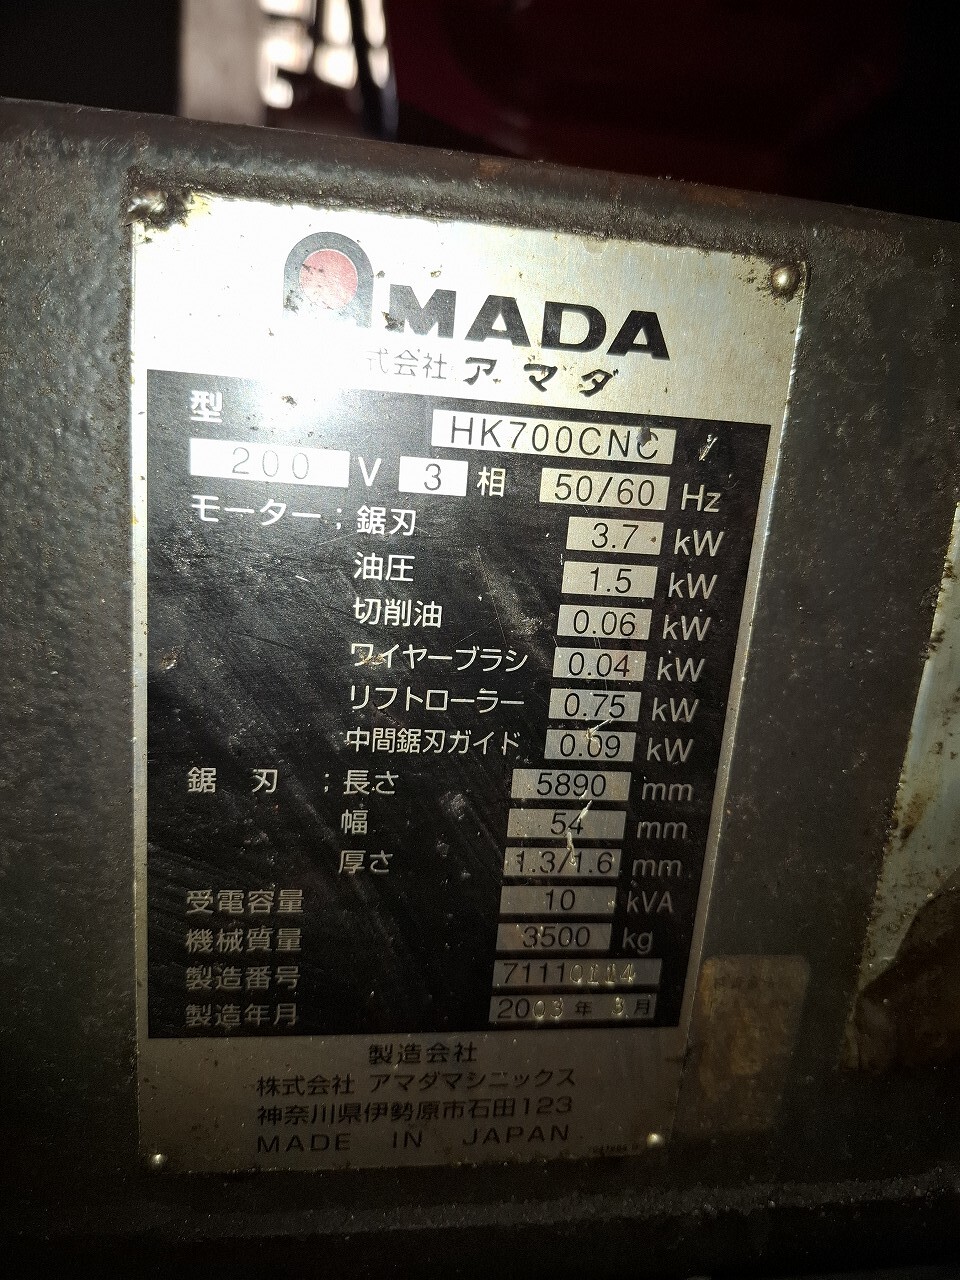 AMADA
式会社 アマダ
型 HK700CNC
200 V 3 相 50/60 Hz
モーター ; 鋸刃 3.7 kW
油圧 1.5 kW
切削油 0.06 kW
ワイヤーブラシ 0.04 kW
リフトローラー 0.75 kW
中間鋸刃ガイド 0.09 kW
鋸 刃 ; 長さ 5890 mm
幅 54 mm
厚さ 1.3/1.6 mm
受電容量 10 kVA
機械質量 3500 kg
製造番号 71110114
製造年月 2003 年 3 月
製造会社
株式会社 アマダマシニックス
神奈川県伊勢原市石田123
MADE IN JAPAN